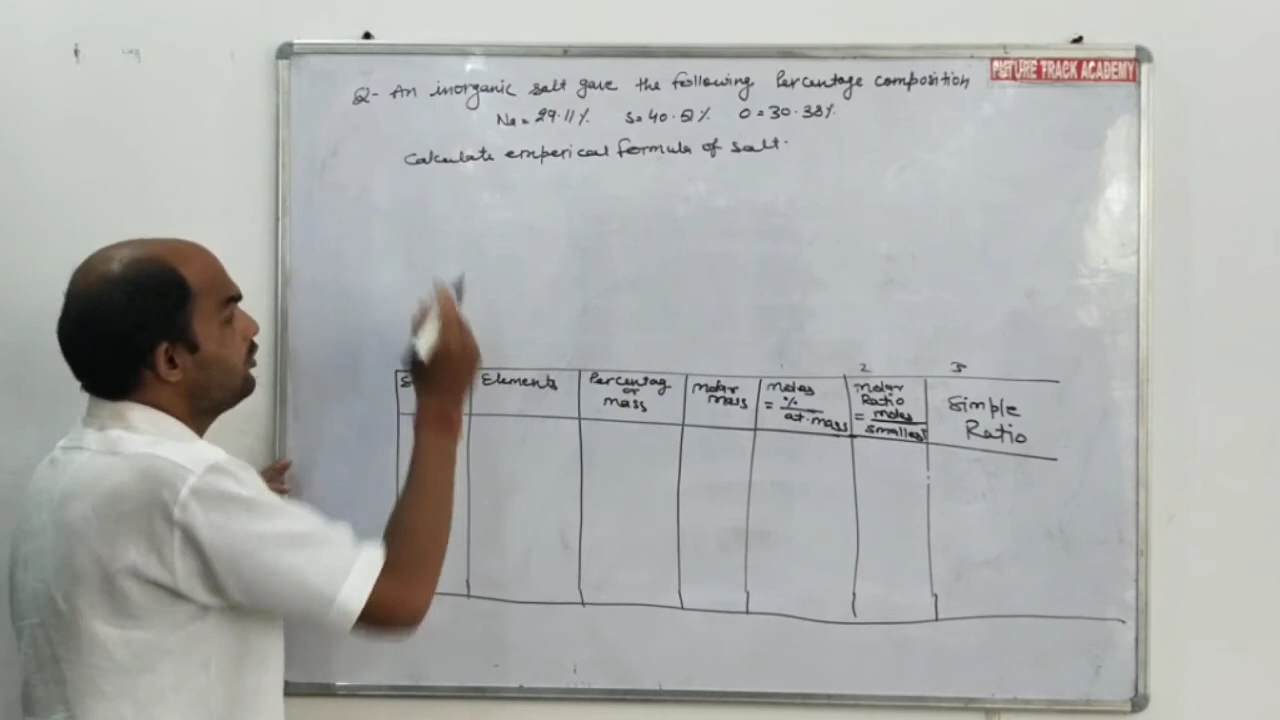 FUTURE TRACK ACADEMY
Q- An inorganic salt gave the following Percentage composition
Na = 29.11% S = 40.51% O = 30.38%
Calculate emperical formula of salt.
1 2 3
Elements
Percentag
or
mass
Molar
mass
Moles
= %
at. mass
Molar
Ratio
= moles
smallest
Simple
Ratio